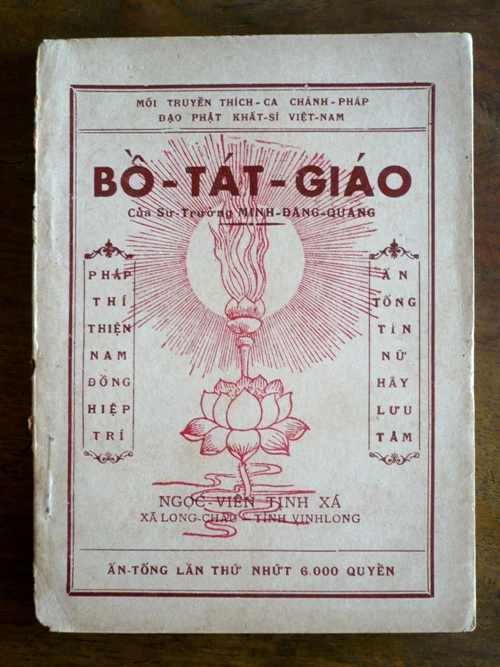 MỐI TRUYỀN THÍCH-CA CHÁNH-PHÁP
ĐẠO PHẬT KHẤT-SĨ VIỆT-NAM
BỒ-TÁT-GIÁO
Của Sư-Trưởng MINH-ĐĂNG-QUANG
PHÁP
THÍ
THIỆN
NAM
ĐỒNG
HIỆP
TRÍ
ẤN
TỐNG
TÍN
NỮ
HÃY
LƯU
TÂM
NGỌC-VIÊN TỊNH XÁ
XÃ LONG-CHÂU - TỈNH VINHLONG
ẤN-TỐNG LẦN THỨ NHỨT 6.000 QUYỂN